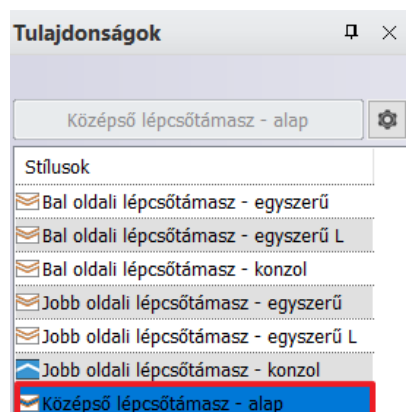 Tulajdonságok
Középső lépcsőtámasz - alap
Stílusok
Bal oldali lépcsőtámasz - egyszerű
Bal oldali lépcsőtámasz - egyszerű L
Bal oldali lépcsőtámasz - konzol
Jobb oldali lépcsőtámasz - egyszerű
Jobb oldali lépcsőtámasz - egyszerű L
Jobb oldali lépcsőtámasz - konzol
Középső lépcsőtámasz - alap